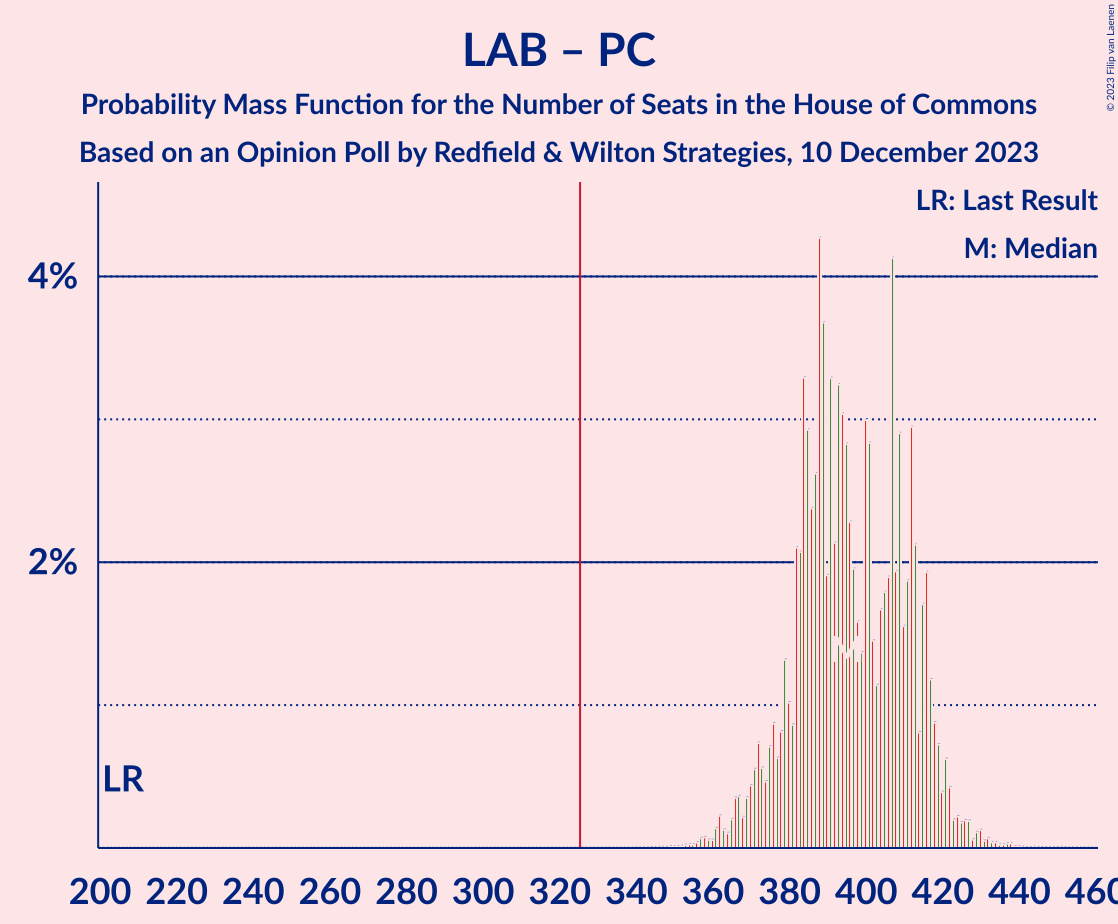 LAB – PC
Probability Mass Function for the Number of Seats in the House of Commons
Based on an Opinion Poll by Redfield & Wilton Strategies, 10 December 2023
© 2023 Filip van Laenen
LR: Last Result
M: Median
4%
2%
LR
200 220 240 260 280 300 320 340 360 380 400 420 440 460